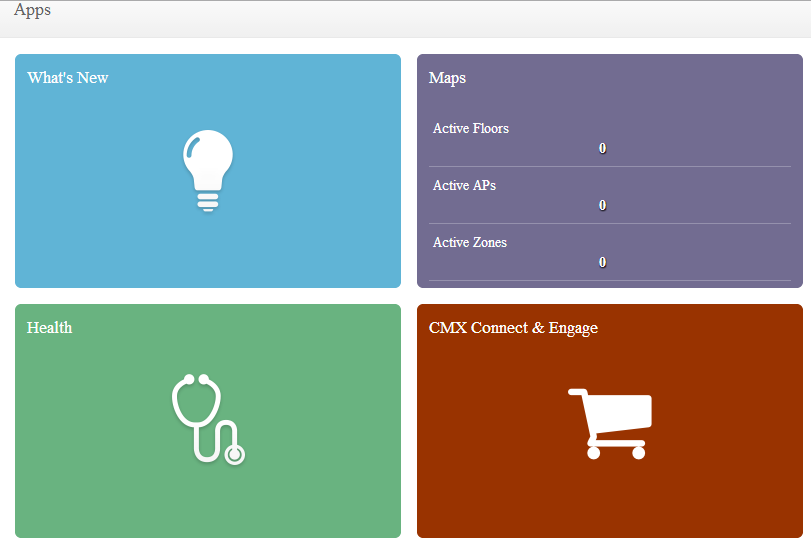 Apps
What's New
Maps
Active Floors
0
Active APs
0
Active Zones
0
Health
CMX Connect & Engage